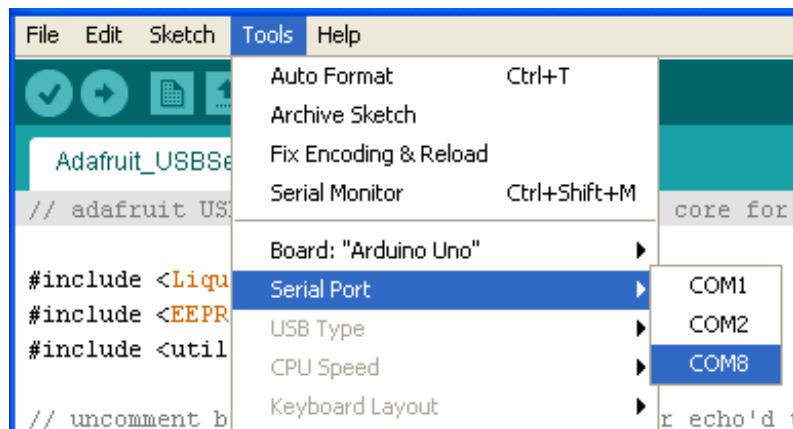 File Edit Sketch Tools Help
Auto Format Ctrl+T
Archive Sketch
Fix Encoding & Reload
Serial Monitor Ctrl+Shift+M
Board: "Arduino Uno"
Serial Port
USB Type
CPU Speed
Keyboard Layout
COM1
COM2
COM8
Adafruit_USBSe
// adafruit US core for
#include <Liqu
#include <EEPR
#include <util
// uncomment b r echo'd t